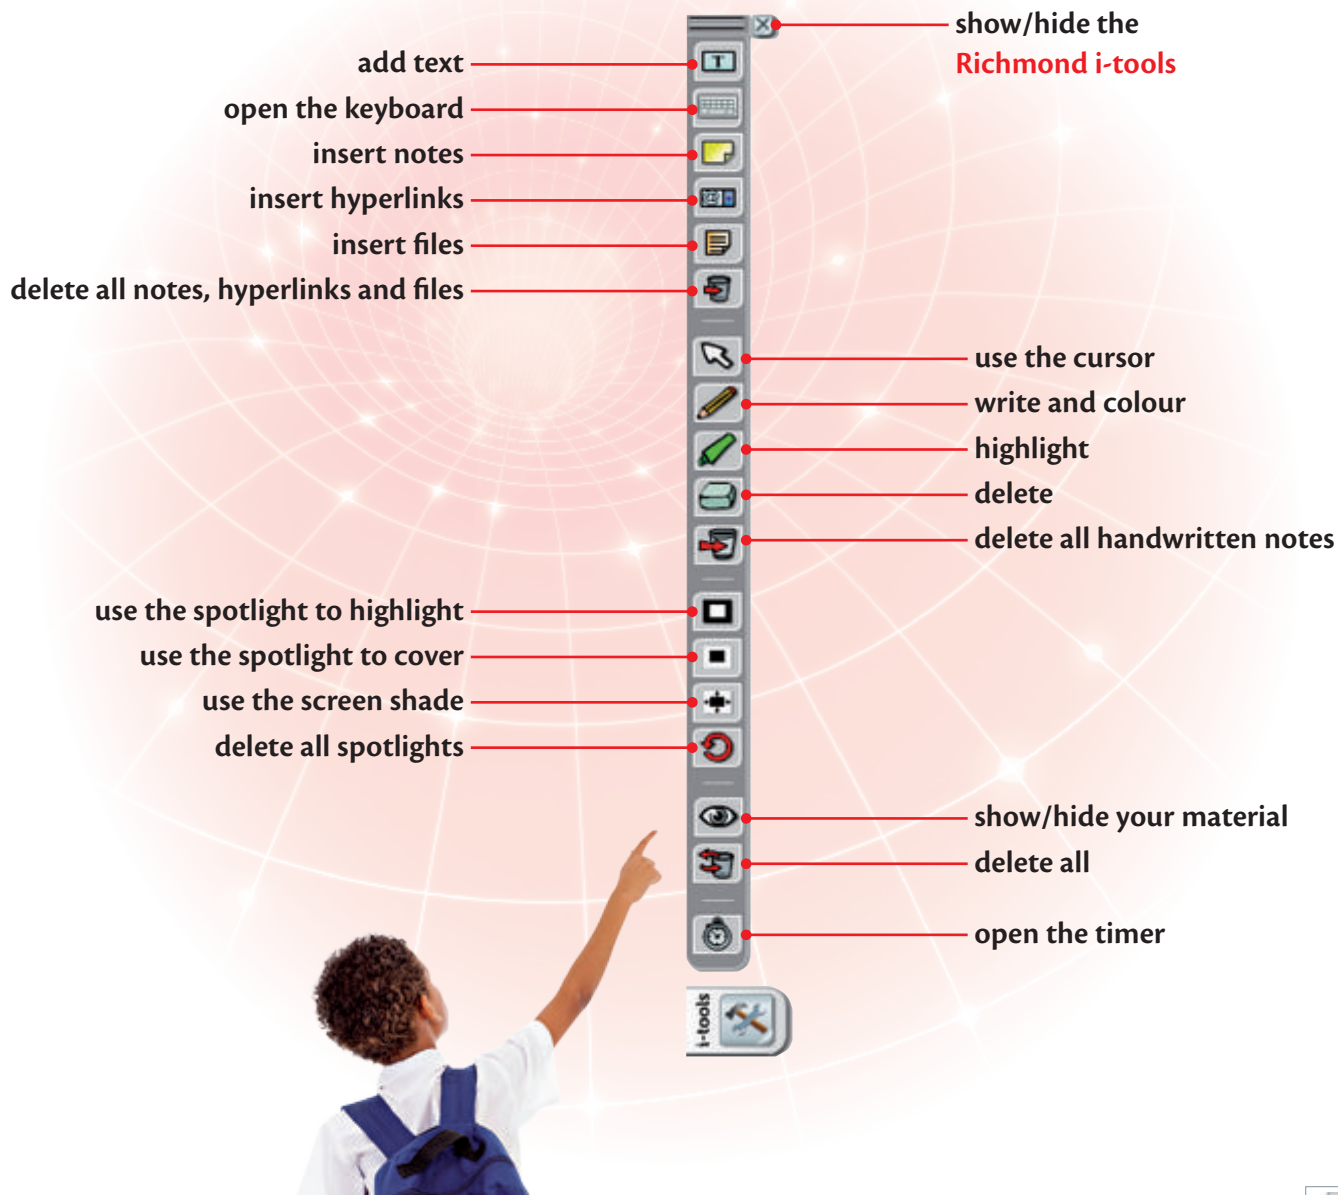 show/hide the
Richmond i-tools
add text
open the keyboard
insert notes
insert hyperlinks
insert files
delete all notes, hyperlinks and files
use the cursor
write and colour
highlight
delete
delete all handwritten notes
use the spotlight to highlight
use the spotlight to cover
use the screen shade
delete all spotlights
show/hide your material
delete all
open the timer
T
i-tools